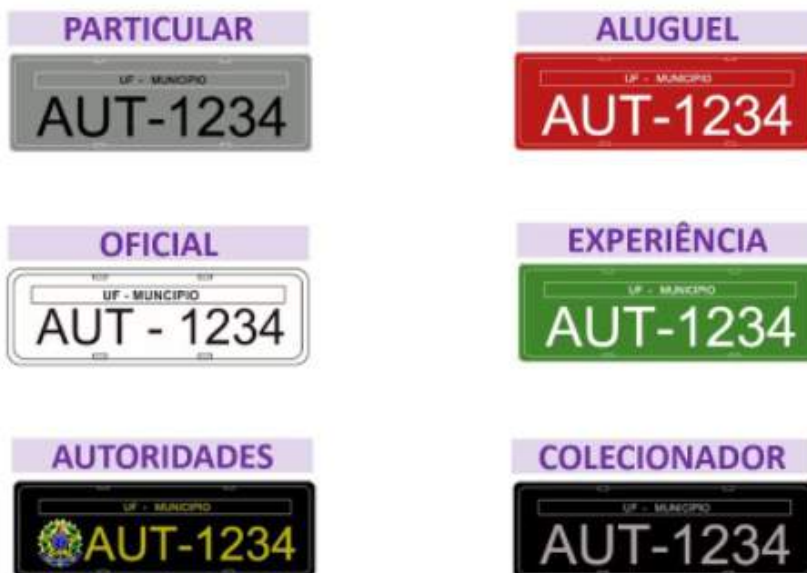 PARTICULAR
UF - MUNICIPIO
AUT-1234
ALUGUEL
UF - MUNICIPIO
AUT-1234
OFICIAL
UF - MUNCIPIO
AUT - 1234
EXPERIÊNCIA
UF - MUNICIPIO
AUT-1234
AUTORIDADES
UF - MUNICIPIO
AUT-1234
COLECIONADOR
UF - MUNICIPIO
AUT-1234